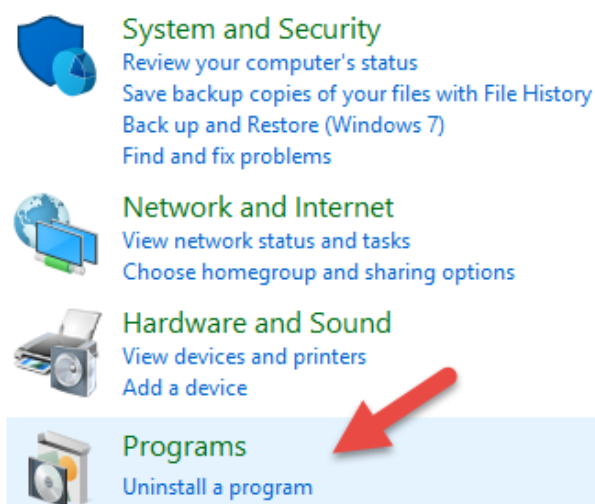 System and Security
Review your computer's status
Save backup copies of your files with File History
Back up and Restore (Windows 7)
Find and fix problems
Network and Internet
View network status and tasks
Choose homegroup and sharing options
Hardware and Sound
View devices and printers
Add a device
Programs
Uninstall a program